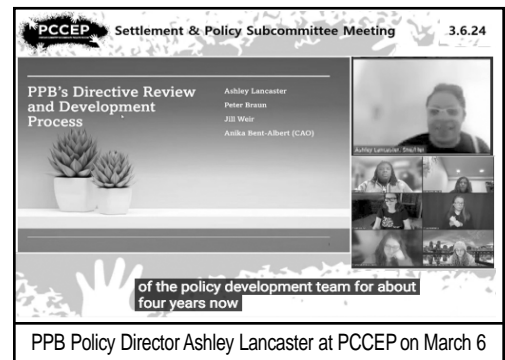 PCCEP
Settlement & Policy Subcommittee Meeting
3.6.24
PPB's Directive Review
and Development
Process
Ashley Lancaster
Peter Braun
Jill Weir
Anika Bent-Albert (CAO)
Ashley Lancaster, She/Her
of the policy development team for about
four years now
PPB Policy Director Ashley Lancaster at PCCEP on March 6